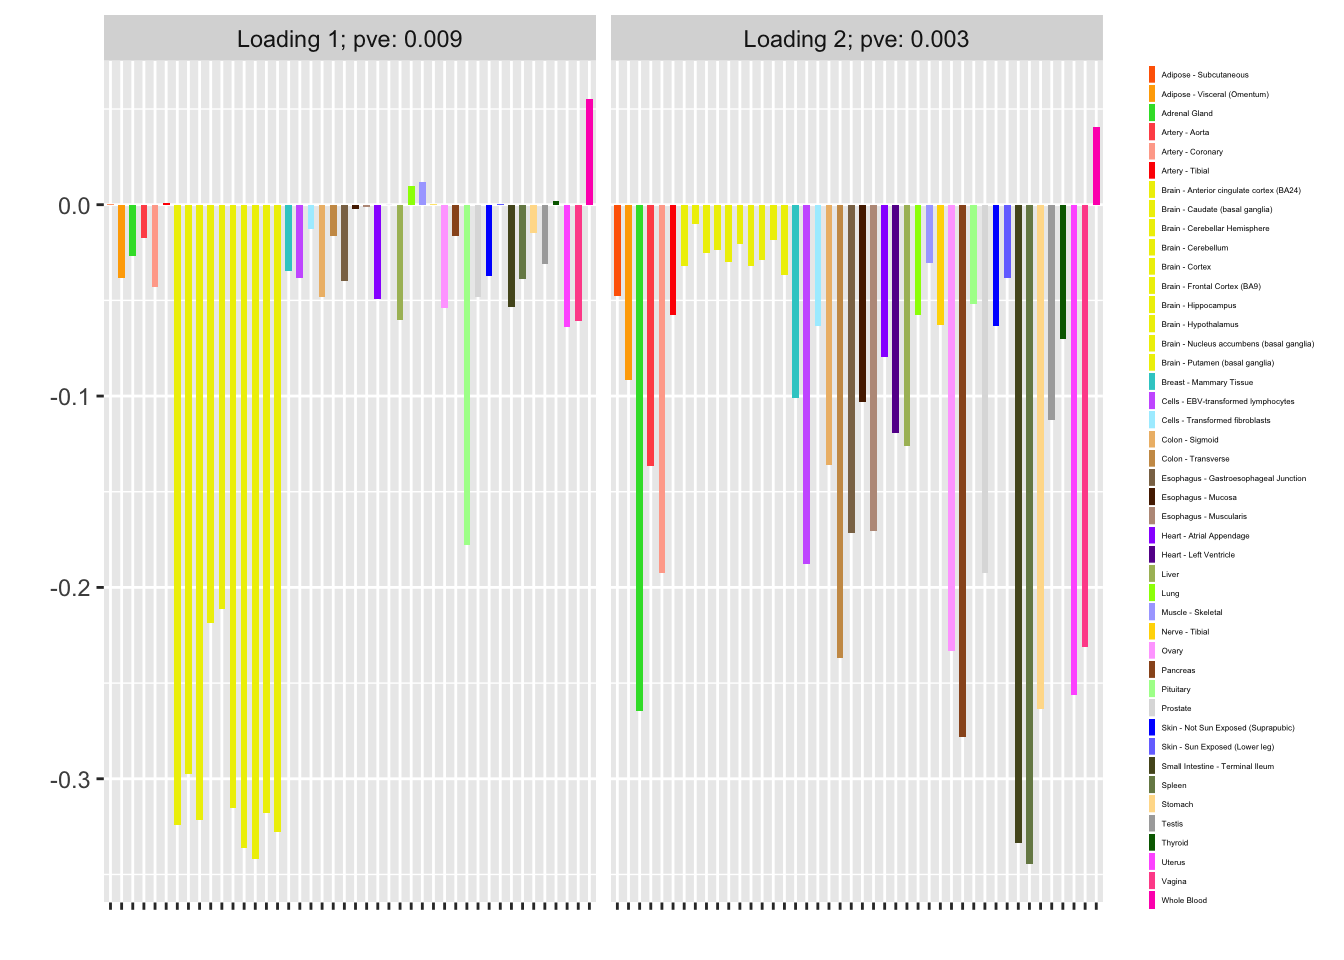 Loading 1; pve: 0.009
Loading 2; pve: 0.003
0.0
-0.1
-0.2
-0.3
Adipose - Subcutaneous
Adipose - Visceral (Omentum)
Adrenal Gland
Artery - Aorta
Artery - Coronary
Artery - Tibial
Brain - Anterior cingulate cortex (BA24)
Brain - Caudate (basal ganglia)
Brain - Cerebellar Hemisphere
Brain - Cerebellum
Brain - Cortex
Brain - Frontal Cortex (BA9)
Brain - Hippocampus
Brain - Hypothalamus
Brain - Nucleus accumbens (basal ganglia)
Brain - Putamen (basal ganglia)
Breast - Mammary Tissue
Cells - EBV-transformed lymphocytes
Cells - Transformed fibroblasts
Colon - Sigmoid
Colon - Transverse
Esophagus - Gastroesophageal Junction
Esophagus - Mucosa
Esophagus - Muscularis
Heart - Atrial Appendage
Heart - Left Ventricle
Liver
Lung
Muscle - Skeletal
Nerve - Tibial
Ovary
Pancreas
Pituitary
Prostate
Skin - Not Sun Exposed (Suprapubic)
Skin - Sun Exposed (Lower leg)
Small Intestine - Terminal Ileum
Spleen
Stomach
Testis
Thyroid
Uterus
Vagina
Whole Blood